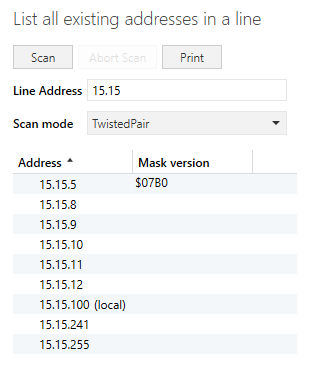 List all existing addresses in a line
Scan Abort Scan Print
Line Address 15.15
Scan mode TwistedPair
Address Mask version
15.15.5 $07B0
15.15.8
15.15.9
15.15.10
15.15.11
15.15.12
15.15.100 (local)
15.15.241
15.15.255